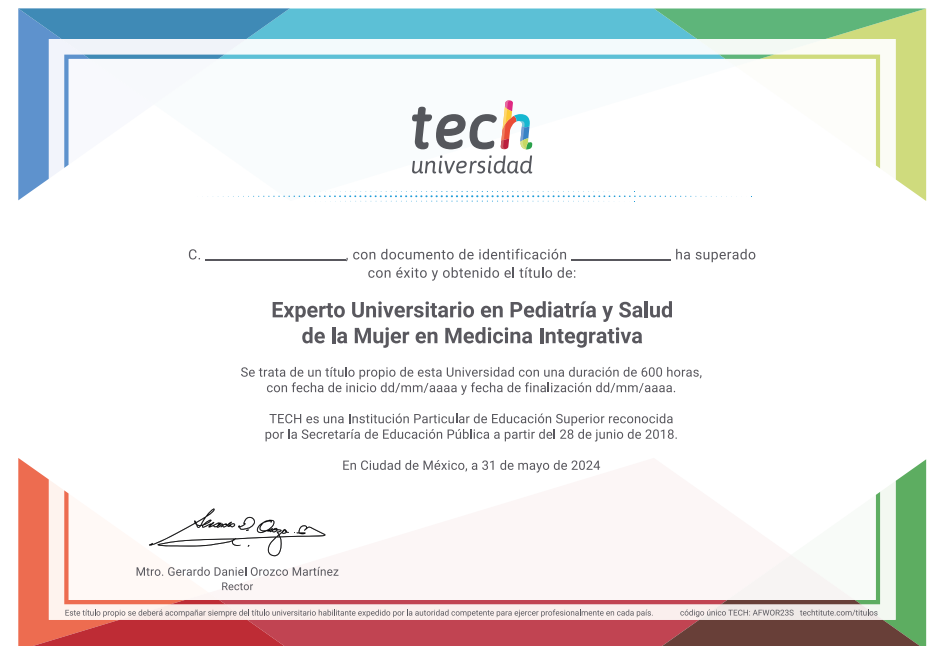 tech
universidad
C. ____________, con documento de identificación ____________ ha superado
con éxito y obtenido el título de:
Experto Universitario en Pediatría y Salud
de la Mujer en Medicina Integrativa
Se trata de un título propio de esta Universidad con una duración de 600 horas,
con fecha de inicio dd/mm/aaaa y fecha de finalización dd/mm/aaaa.
TECH es una Institución Particular de Educación Superior reconocida
por la Secretaría de Educación Pública a partir del 28 de junio de 2018.
En Ciudad de México, a 31 de mayo de 2024
Mtro. Gerardo Daniel Orozco Martínez
Rector
Este título propio se deberá acompañar siempre del título universitario habilitante expedido por la autoridad competente para ejercer profesionalmente en cada país. código único TECH: AFWOR23S techtitute.com/titulos